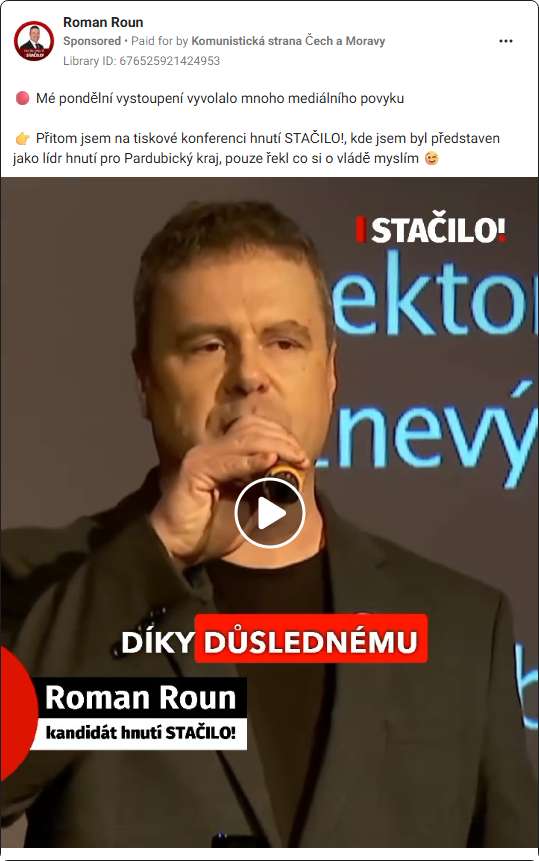 Roman Roun
Sponsored • Paid for by Komunistická strana Čech a Moravy
Library ID: 676525921424953
Mé pondělní vystoupení vyvolalo mnoho mediálního povyku
Přitom jsem na tiskové konferenci hnutí STAČILO!, kde jsem byl představen
jako lídr hnutí pro Pardubický kraj, pouze řekl co si o vládě myslím
STAČILO!
DÍKY DŮSLEDNÉMU
Roman Roun
kandidát hnutí STAČILO!